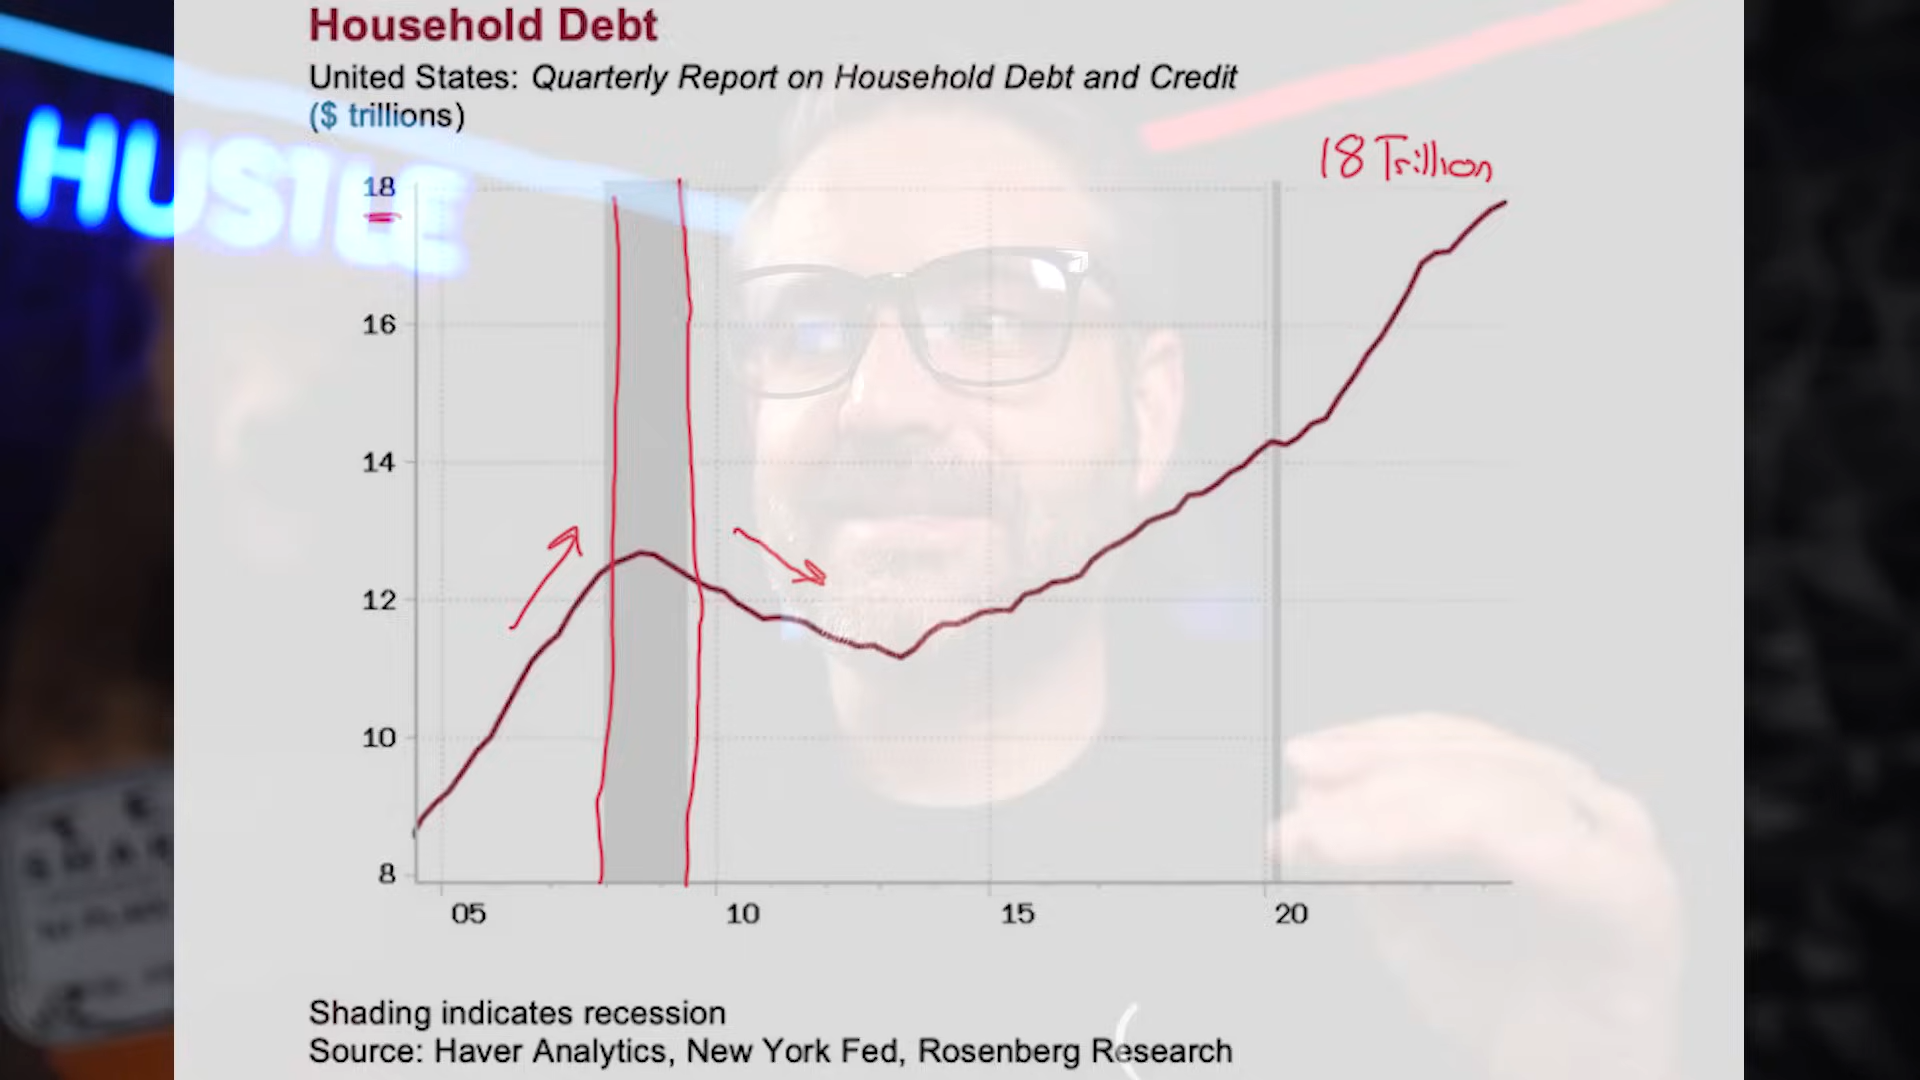 Household Debt
United States: Quarterly Report on Household Debt and Credit
($ trillions)
HUSTLE
18 Trillion
18
16
14
12
10
8
05 10 15 20
Shading indicates recession
Source: Haver Analytics, New York Fed, Rosenberg Research